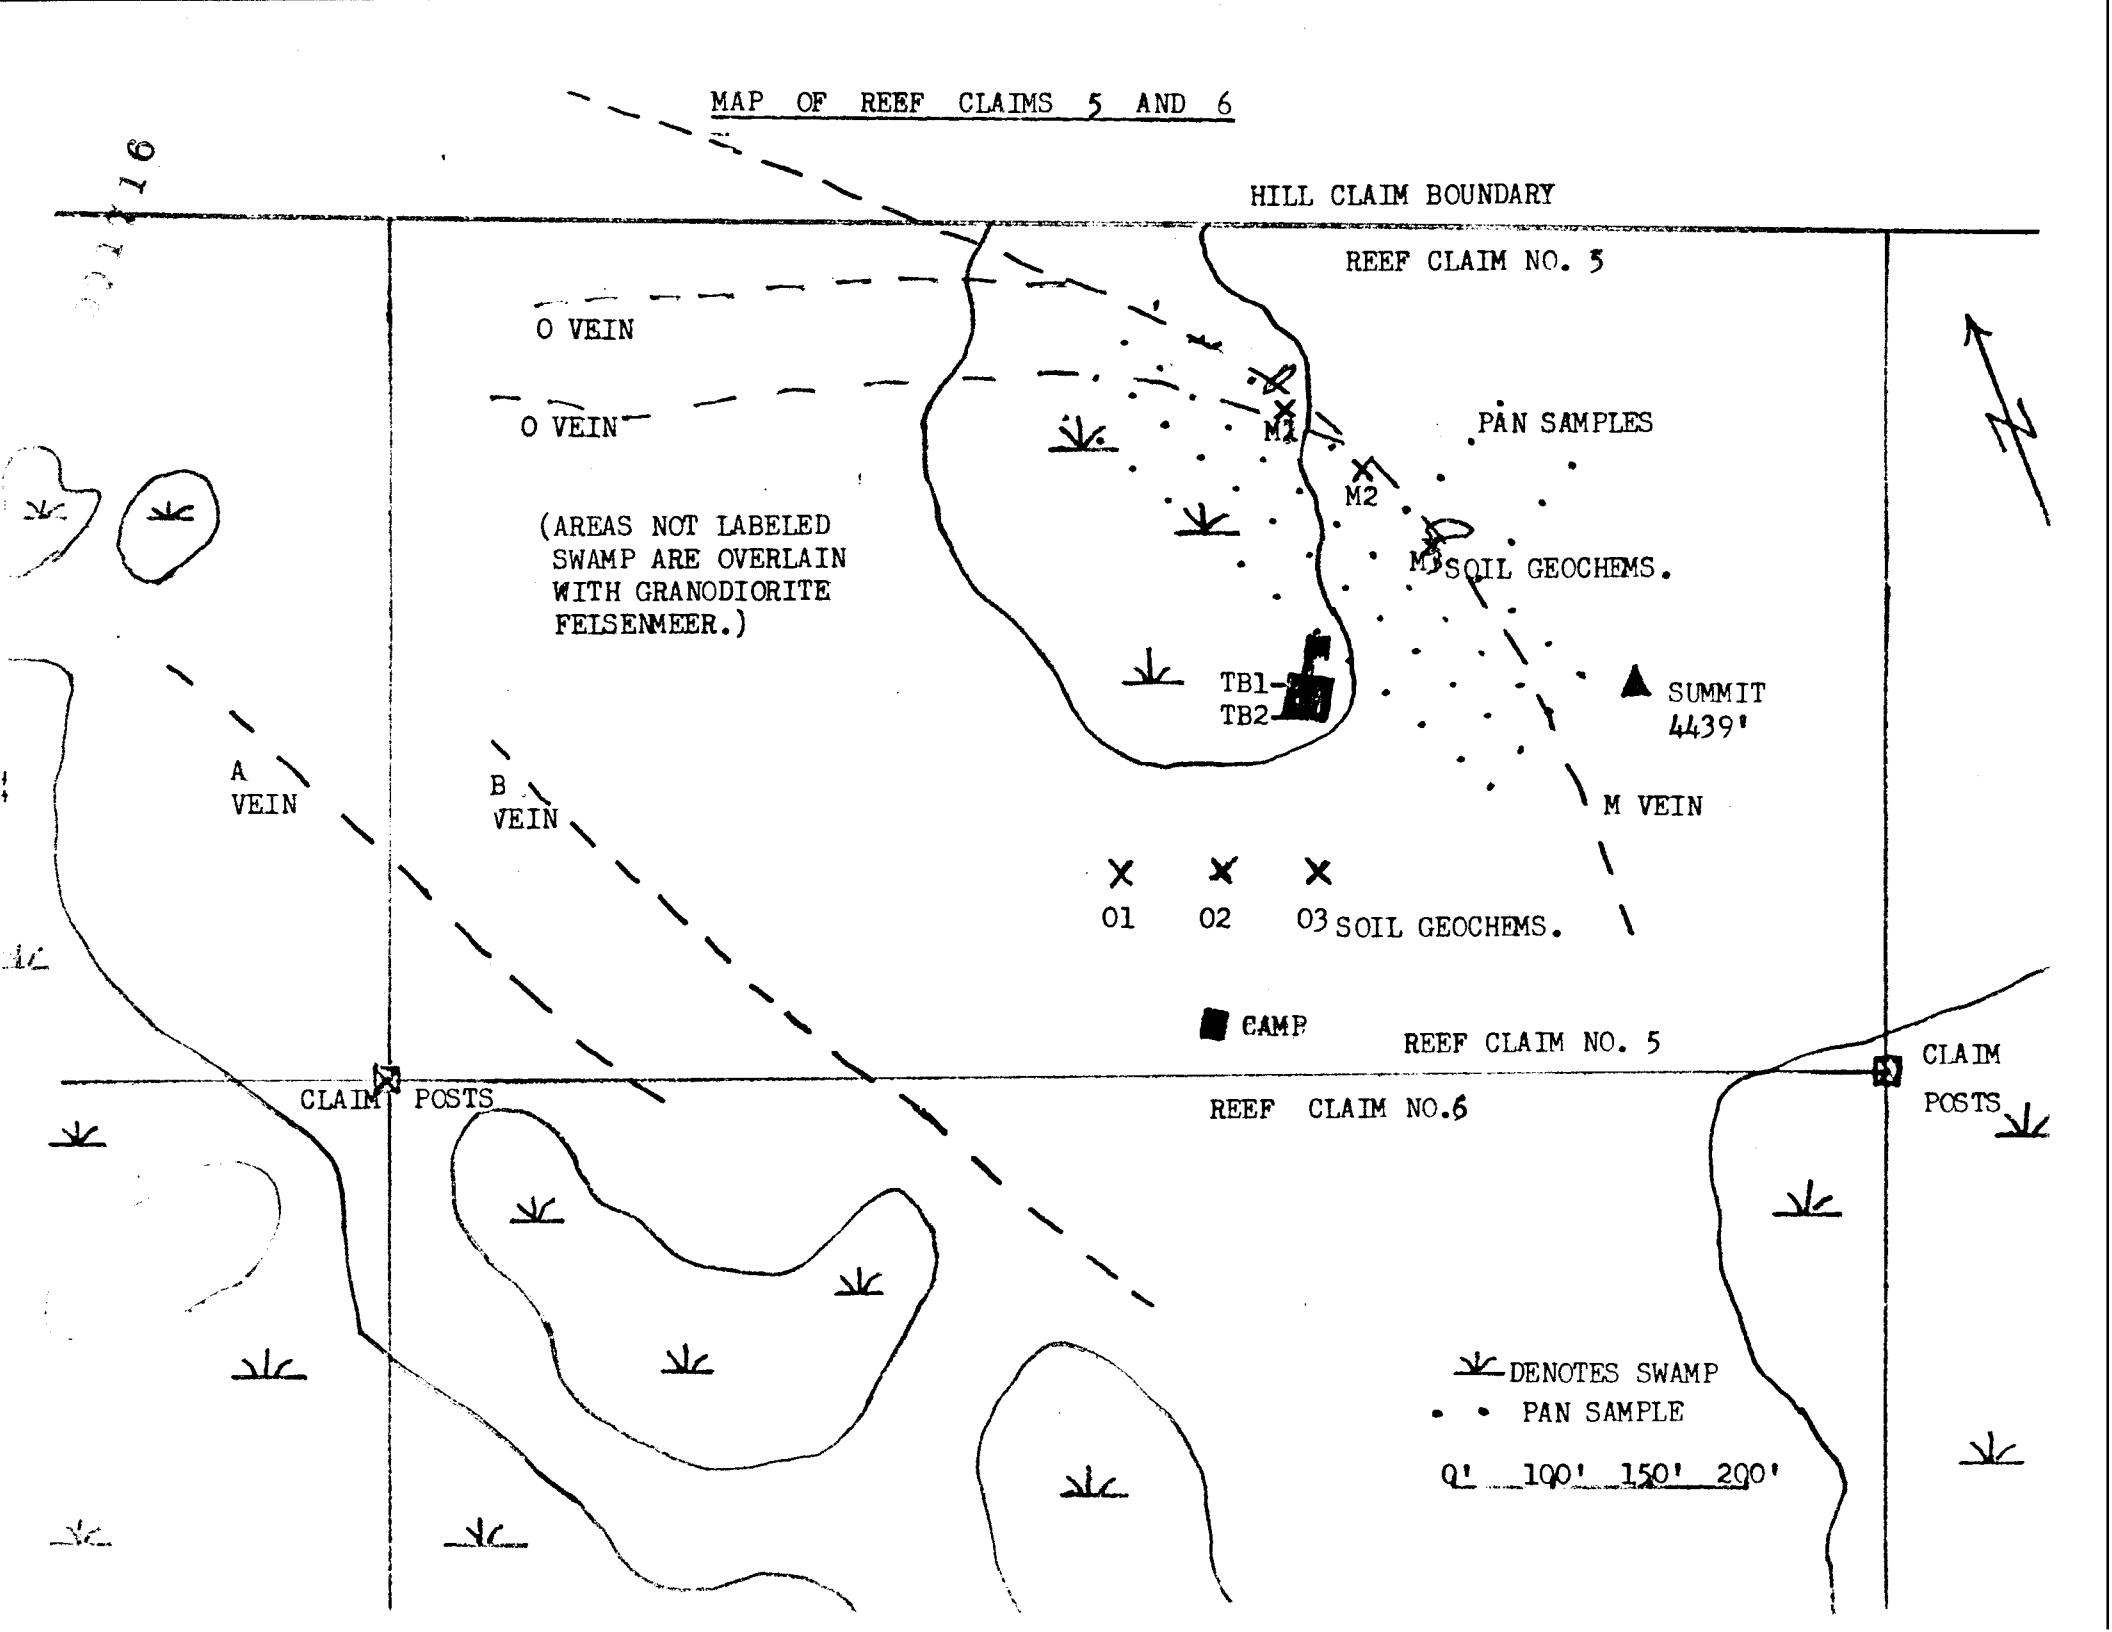 MAP OF REEF CLAIMS 5 AND 6
HILL CLAIM BOUNDARY
REEF CLAIM NO. 5
O VEIN
O VEIN
M1
PAN SAMPLES
M2
(AREAS NOT LABELED
SWAMP ARE OVERLAIN
WITH GRANODIORITE
FELSENMEER.)
M3
SOIL GEOCHEMS.
TB1
TB2
SUMMIT
4439'
A
VEIN
B
VEIN
M VEIN
O1 O2 O3 SOIL GEOCHEMS.
CAMP
REEF CLAIM NO. 5
CLAIM
POSTS
CLAIM POSTS
REEF CLAIM NO.6
DENOTES SWAMP
PAN SAMPLE
0' 100' 150' 200'